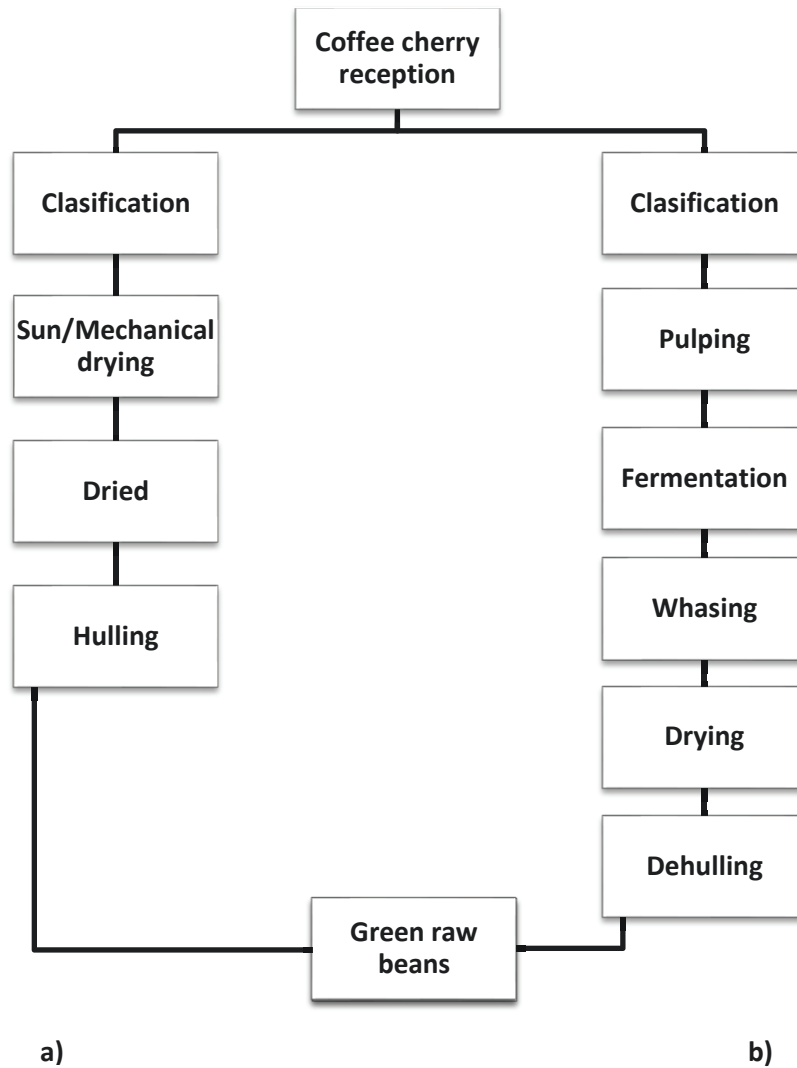 Coffee cherry
reception
Clasification
Sun/Mechanical
drying
Dried
Hulling
Clasification
Pulping
Fermentation
Whasing
Drying
Dehulling
Green raw
beans
a)
b)